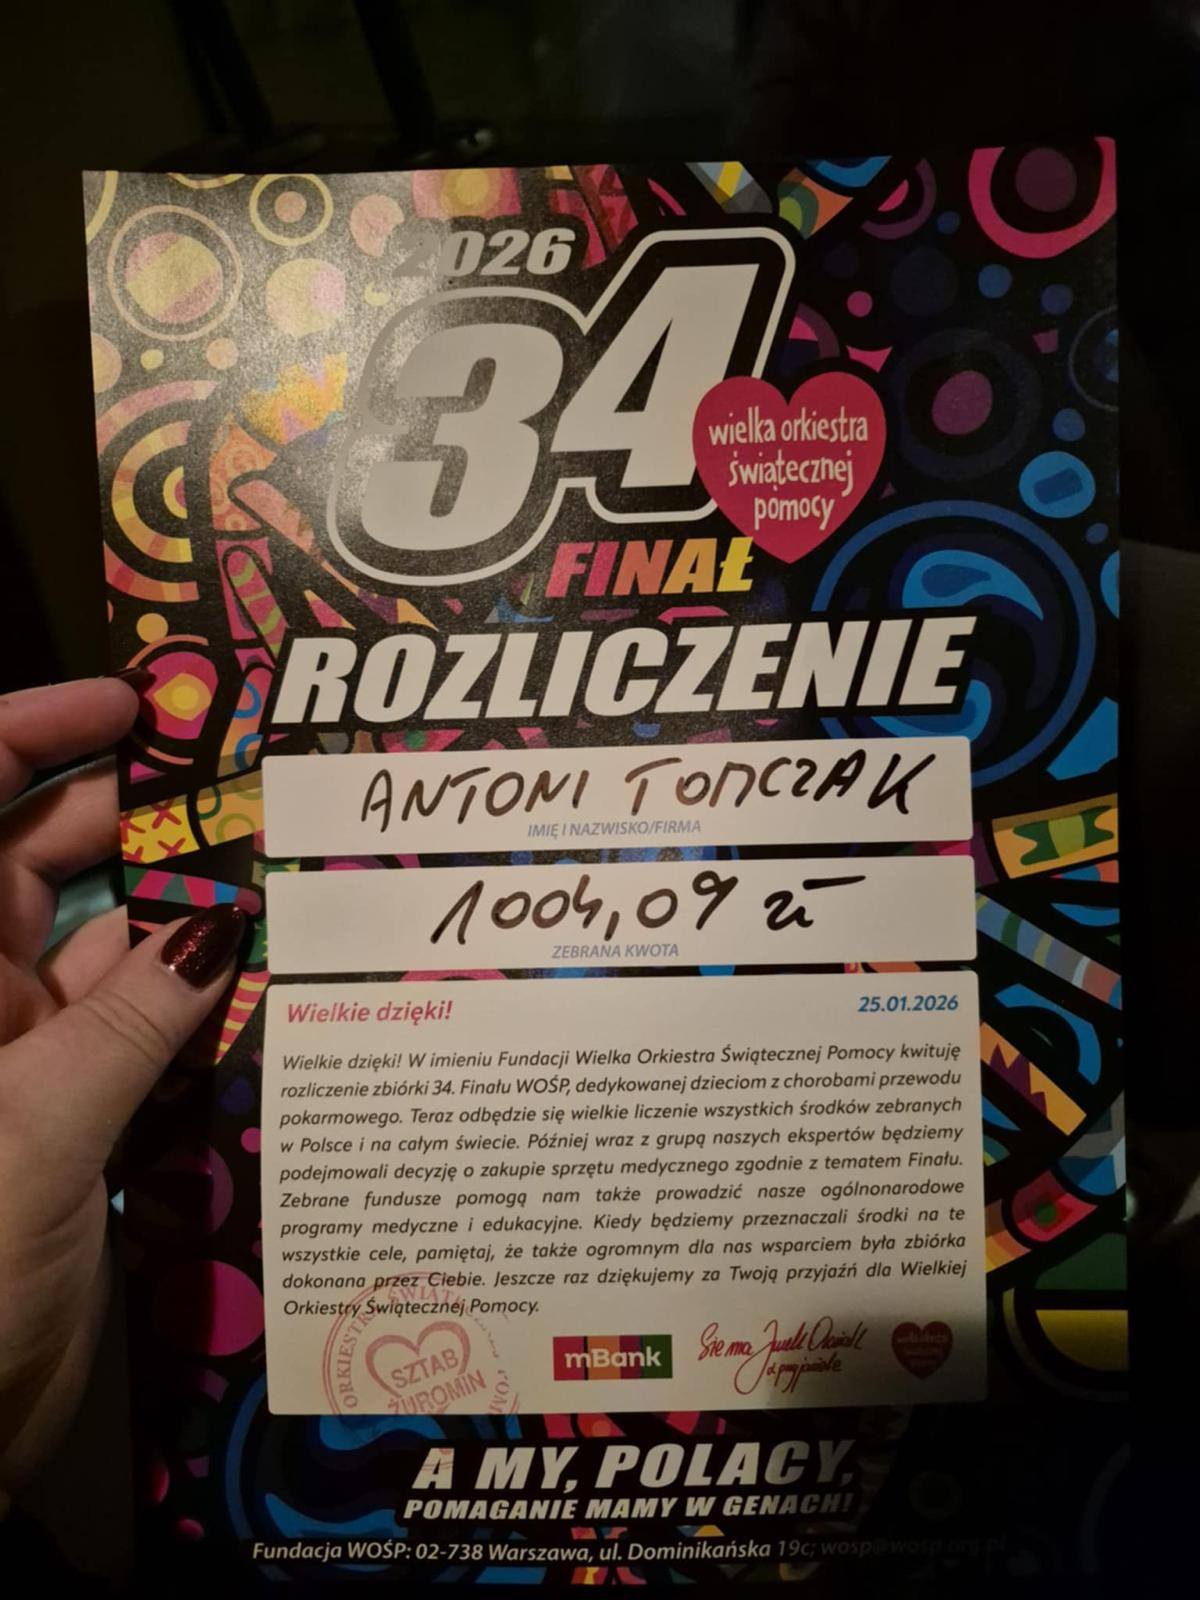 2026
34
wielka orkiestra
świątecznej
pomocy
FINAŁ
ROZLICZENIE
ANTONI TOMCZAK
IMIĘ I NAZWISKO/FIRMA
1004,09 zł
ZEBRANA KWOTA
Wielkie dzięki! 25.01.2026
Wielkie dzięki! W imieniu Fundacji Wielka Orkiestra Świątecznej Pomocy kwituję
rozliczenie zbiórki 34. Finału WOŚP, dedykowanej dzieciom z chorobami przewodu
pokarmowego. Teraz odbędzie się wielkie liczenie wszystkich środków zebranych
w Polsce i na całym świecie. Później wraz z grupą naszych ekspertów będziemy
podejmowali decyzję o zakupie sprzętu medycznego zgodnie z tematem Finału.
Zebrane fundusze pomogą nam także prowadzić nasze ogólnonarodowe
programy medyczne i edukacyjne. Kiedy będziemy przeznaczali środki na te
wszystkie cele, pamiętaj, że także ogromnym dla nas wsparciem była zbiórka
dokonana przez Ciebie. Jeszcze raz dziękujemy za Twoją przyjaźń dla Wielkiej
Orkiestry Świątecznej Pomocy.
SZTAB
ŻUROMIN
mBank
Sie ma Jurek Owsiak
z przyjaciele
A MY, POLACY,
POMAGANIE MAMY W GENACH!
Fundacja WOŚP: 02-738 Warszawa, ul. Dominikańska 19c; wosp@wosp.org.pl